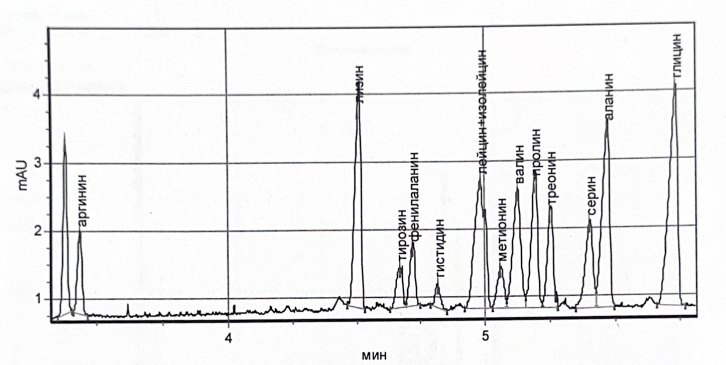 mAU
4
3
2
1
аргинин
лизин
тирозин
фенилаланин
гистидин
лейцин+изолейцин
метионин
валин
пролин
треонин
серин
аланин
глицин
4
5
мин